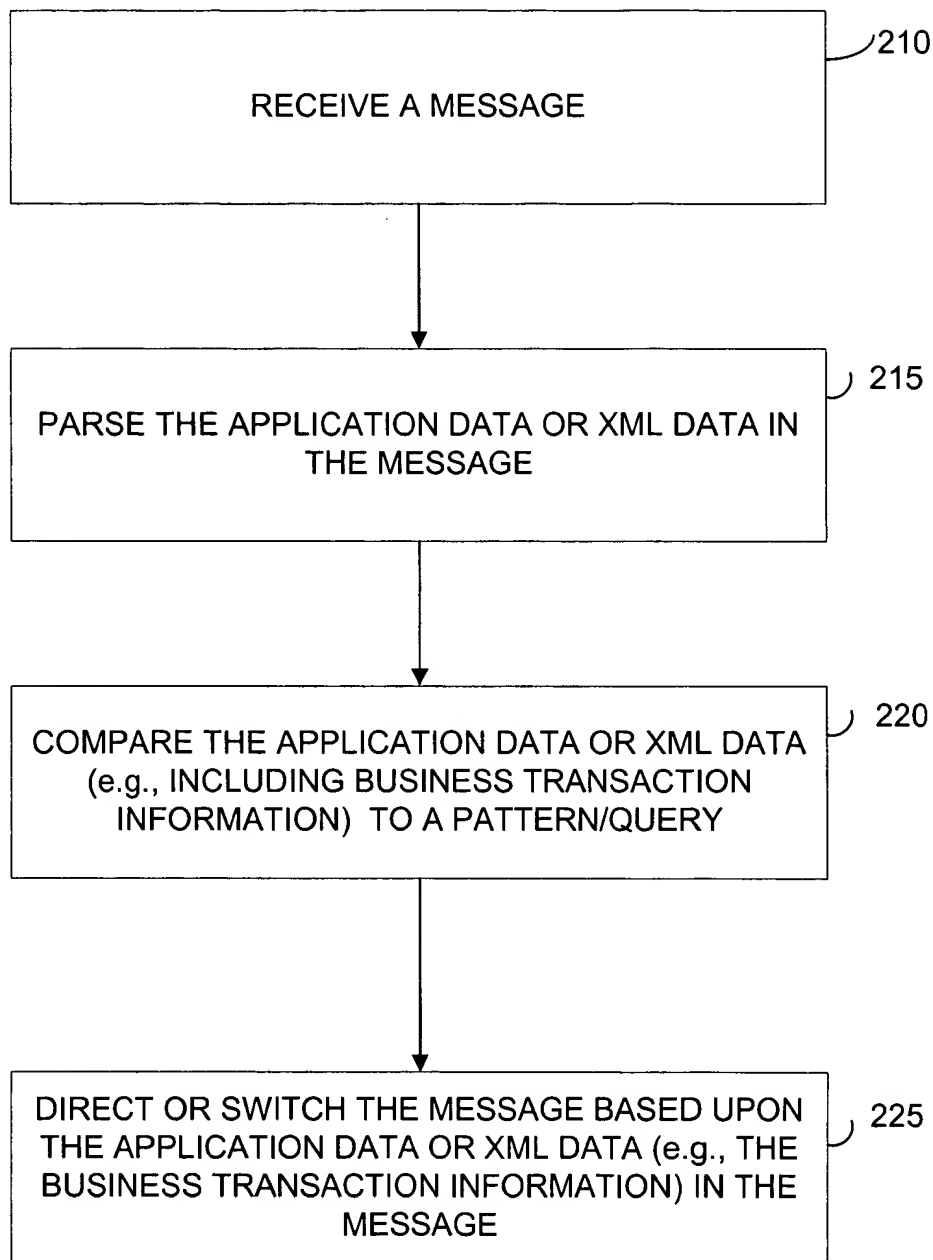 210
RECEIVE A MESSAGE
215
PARSE THE APPLICATION DATA OR XML DATA IN
THE MESSAGE
220
COMPARE THE APPLICATION DATA OR XML DATA
(e.g., INCLUDING BUSINESS TRANSACTION
INFORMATION) TO A PATTERN/QUERY
225
DIRECT OR SWITCH THE MESSAGE BASED UPON
THE APPLICATION DATA OR XML DATA (e.g., THE
BUSINESS TRANSACTION INFORMATION) IN THE
MESSAGE